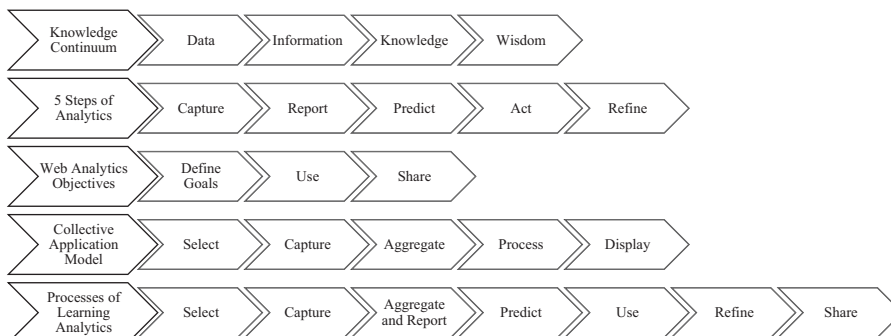 Knowledge
Continuum
Data
Information
Knowledge
Wisdom
5 Steps of
Analytics
Capture
Report
Predict
Act
Refine
Web Analytics
Objectives
Define
Goals
Use
Share
Collective
Application
Model
Select
Capture
Aggregate
Process
Display
Processes of
Learning
Analytics
Select
Capture
Aggregate
and Report
Predict
Use
Refine
Share